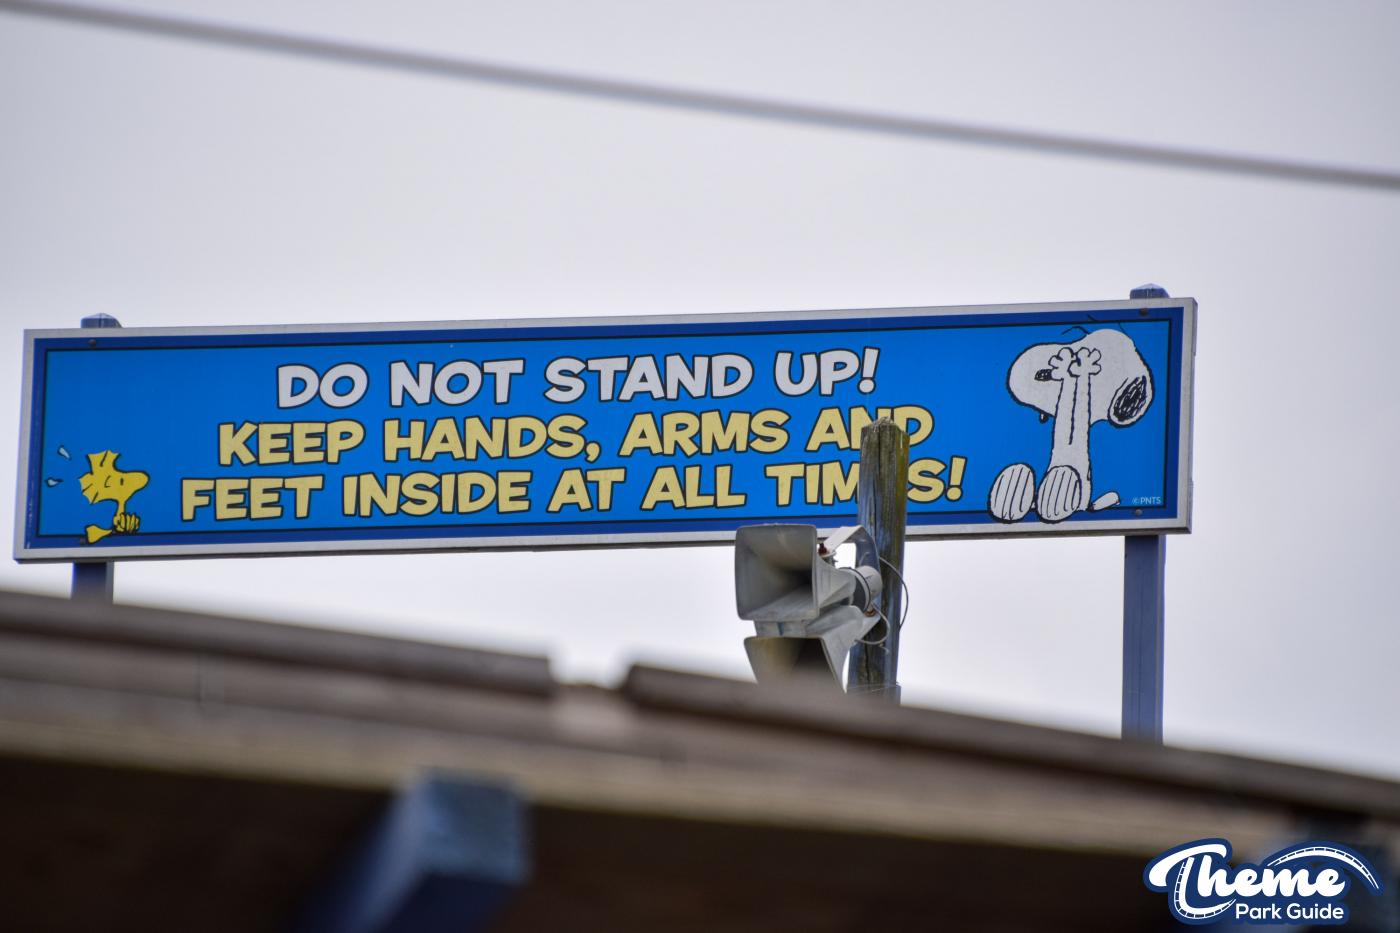 DO NOT STAND UP!
KEEP HANDS, ARMS AND
FEET INSIDE AT ALL TIMES!
©PNTS
Theme
Park Guide